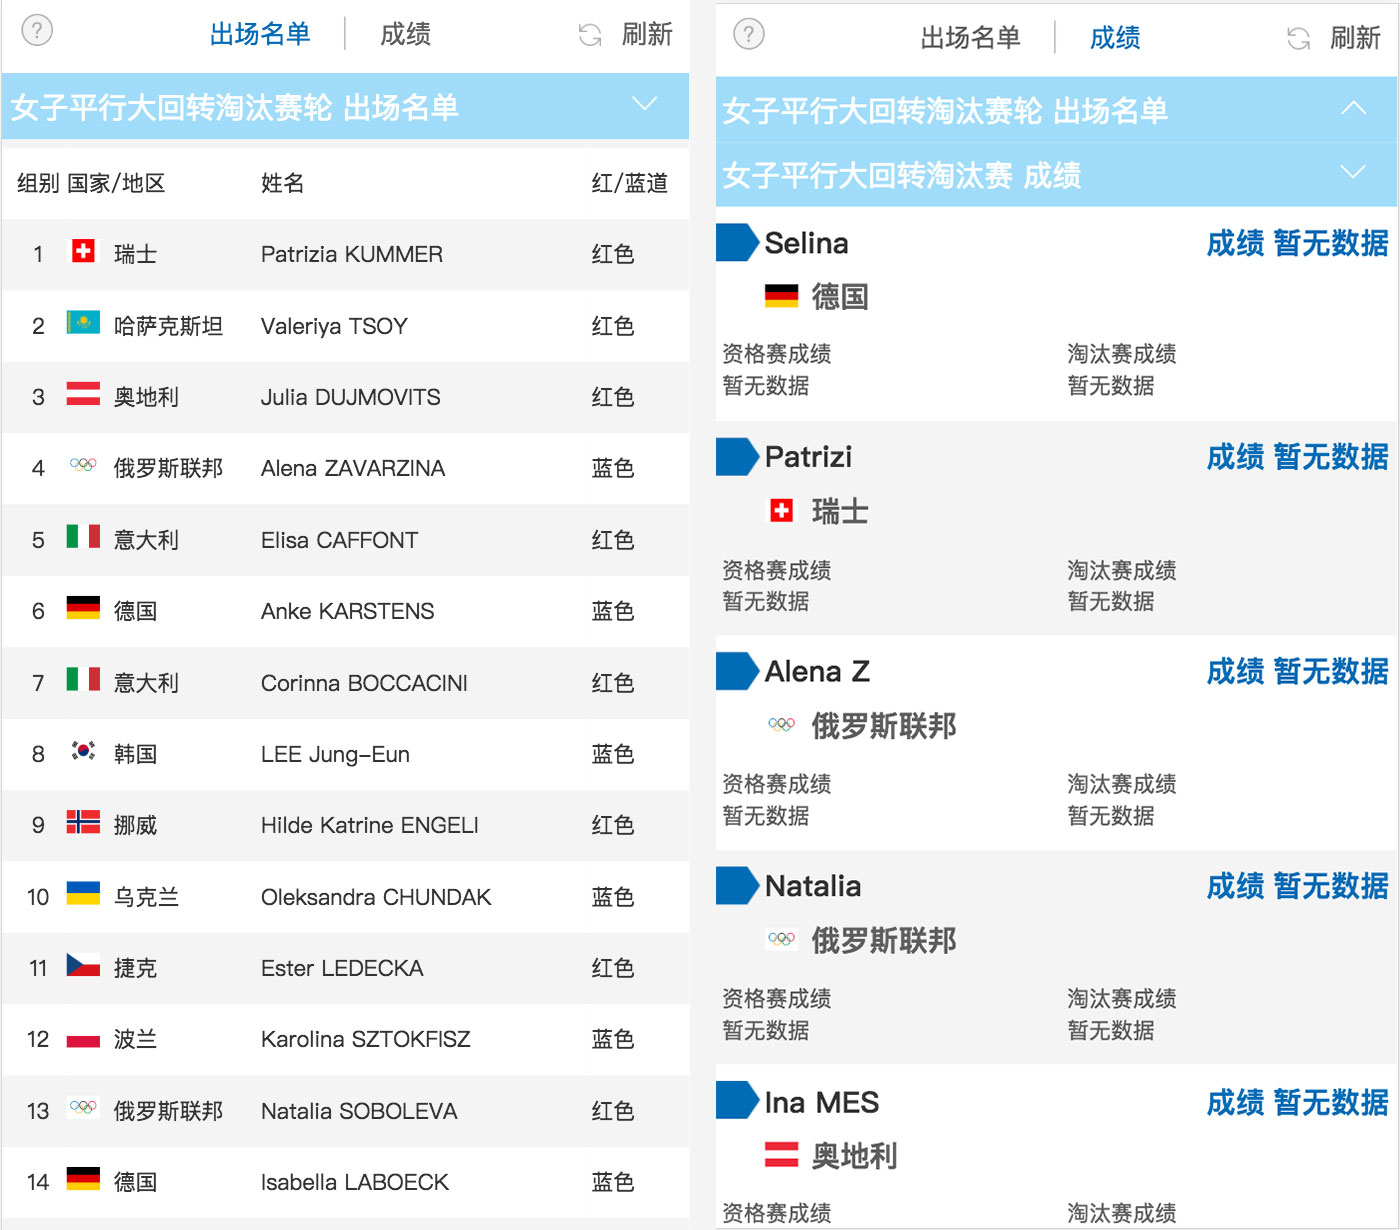 ?
出场名单 成绩 刷新
女子平行大回转淘汰赛轮 出场名单
组别 国家/地区 姓名 红/蓝道
1 瑞士 Patrizia KUMMER 红色
2 哈萨克斯坦 Valeriya TSOY 红色
3 奥地利 Julia DUJMOVITS 红色
4 俄罗斯联邦 Alena ZAVARZINA 蓝色
5 意大利 Elisa CAFFONT 红色
6 德国 Anke KARSTENS 蓝色
7 意大利 Corinna BOCCACINI 红色
8 韩国 LEE Jung-Eun 蓝色
9 挪威 Hilde Katrine ENGELI 红色
10 乌克兰 Oleksandra CHUNDAK 蓝色
11 捷克 Ester LEDECKA 红色
12 波兰 Karolina SZTOKFISZ 蓝色
13 俄罗斯联邦 Natalia SOBOLEVA 红色
14 德国 Isabella LABOECK 蓝色
?
出场名单 成绩 刷新
女子平行大回转淘汰赛轮 出场名单
女子平行大回转淘汰赛 成绩
Selina 成绩 暂无数据
德国
资格赛成绩 淘汰赛成绩
暂无数据 暂无数据
Patrizi 成绩 暂无数据
瑞士
资格赛成绩 淘汰赛成绩
暂无数据 暂无数据
Alena Z 成绩 暂无数据
俄罗斯联邦
资格赛成绩 淘汰赛成绩
暂无数据 暂无数据
Natalia 成绩 暂无数据
俄罗斯联邦
资格赛成绩 淘汰赛成绩
暂无数据 暂无数据
Ina MES 成绩 暂无数据
奥地利
资格赛成绩 淘汰赛成绩